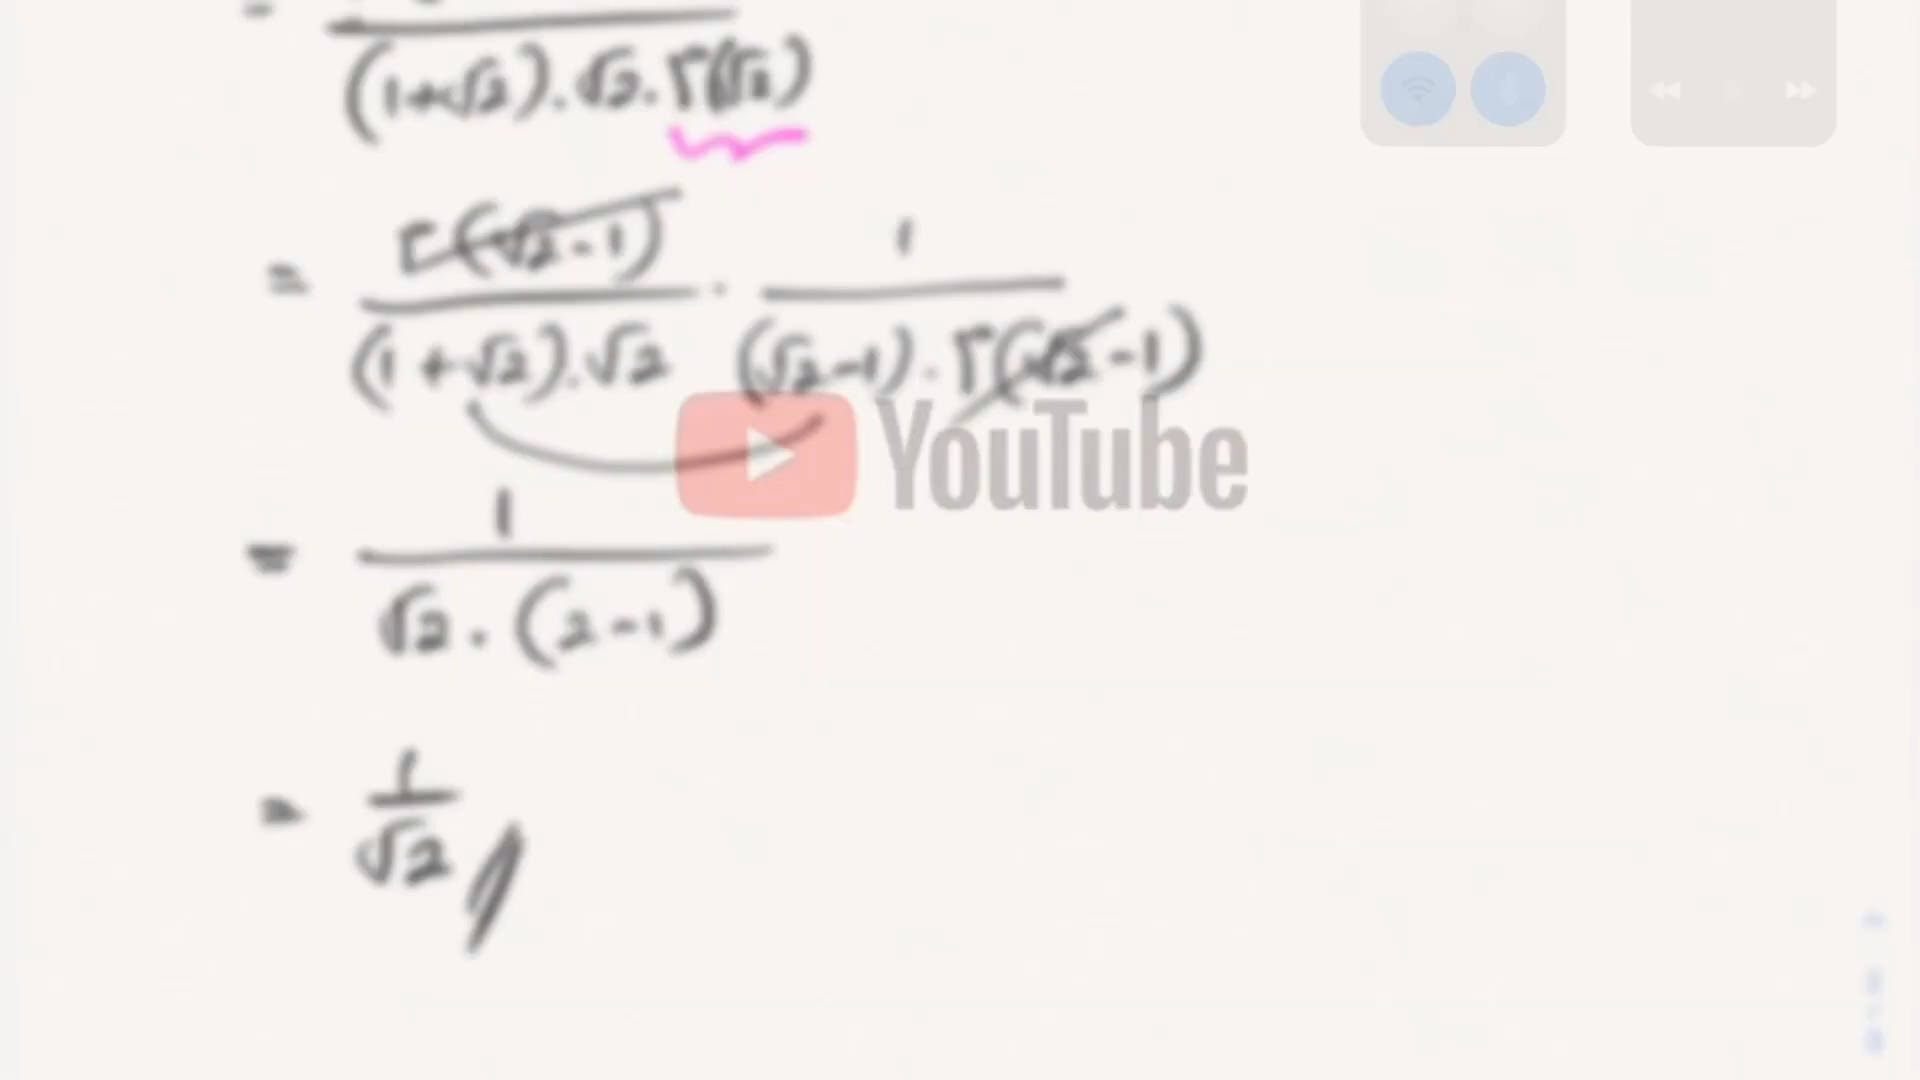 =
(1+√2).√2.Γ(√2)
= Γ(√2-1) / (1+√2).√2 . 1 / (√2-1).Γ(√2-1)
YouTube
= 1 / √2.(2-1)
= 1 / √2